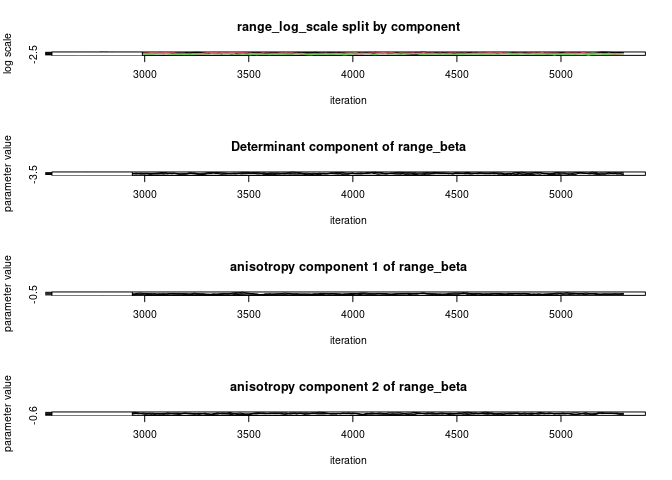 range_log_scale split by component
log scale
-2.5
3000 3500 4000 4500 5000
iteration
Determinant component of range_beta
parameter value
-3.5
3000 3500 4000 4500 5000
iteration
anisotropy component 1 of range_beta
parameter value
-0.5
3000 3500 4000 4500 5000
iteration
anisotropy component 2 of range_beta
parameter value
-0.6
3000 3500 4000 4500 5000
iteration